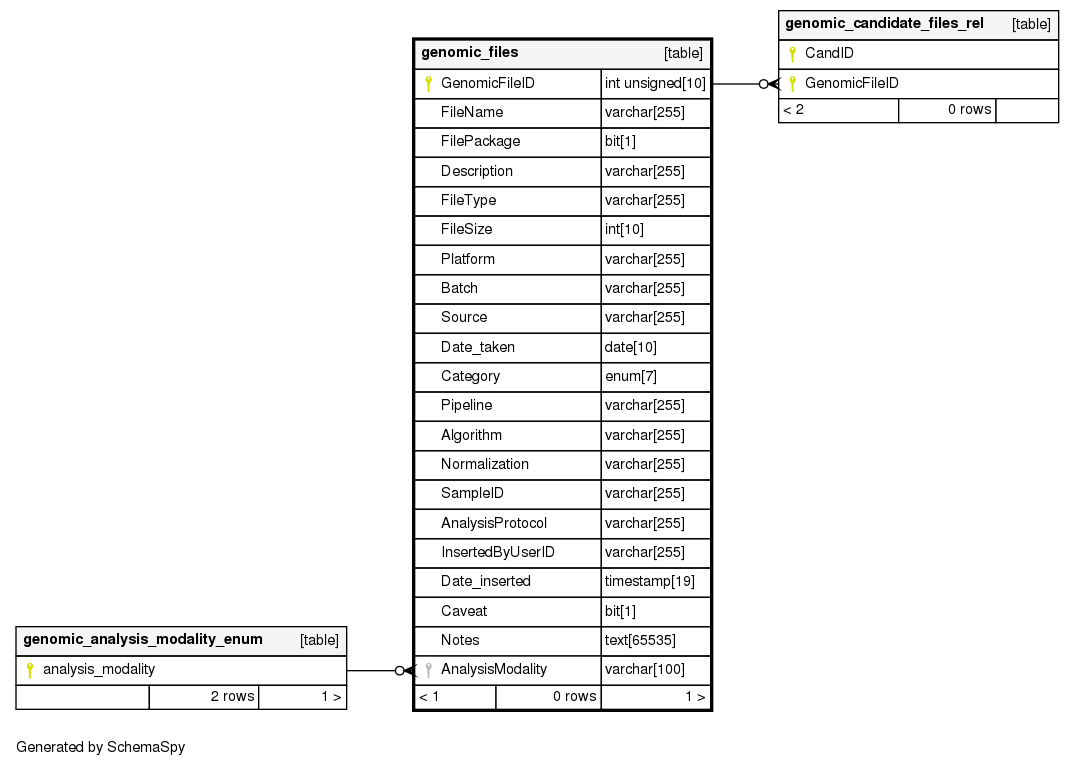 genomic_candidate_files_rel [table]
CandID
GenomicFileID
< 2 0 rows
genomic_files [table]
GenomicFileID int unsigned[10]
FileName varchar[255]
FilePackage bit[1]
Description varchar[255]
FileType varchar[255]
FileSize int[10]
Platform varchar[255]
Batch varchar[255]
Source varchar[255]
Date_taken date[10]
Category enum[7]
Pipeline varchar[255]
Algorithm varchar[255]
Normalization varchar[255]
SampleID varchar[255]
AnalysisProtocol varchar[255]
InsertedByUserID varchar[255]
Date_inserted timestamp[19]
Caveat bit[1]
Notes text[65535]
AnalysisModality varchar[100]
< 1 0 rows 1 >
genomic_analysis_modality_enum [table]
analysis_modality
2 rows 1 >
Generated by SchemaSpy